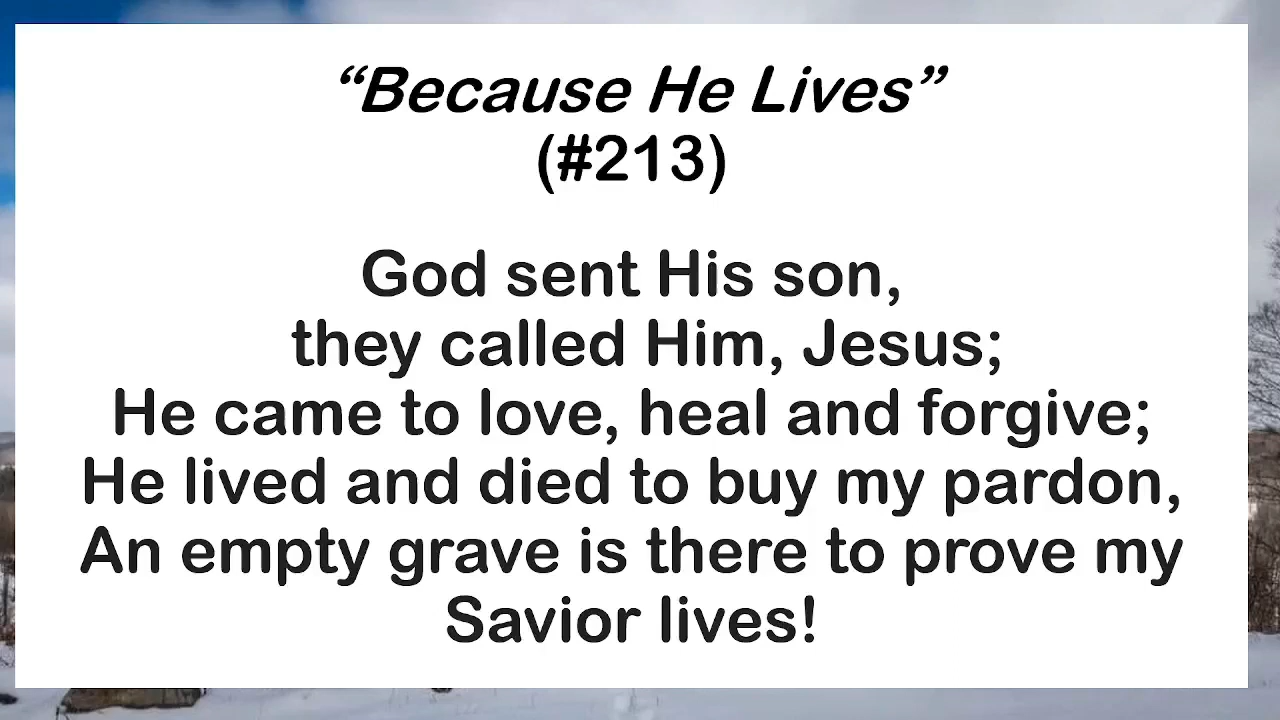 “Because He Lives”
(#213)
God sent His son,
they called Him, Jesus;
He came to love, heal and forgive;
He lived and died to buy my pardon,
An empty grave is there to prove my
Savior lives!